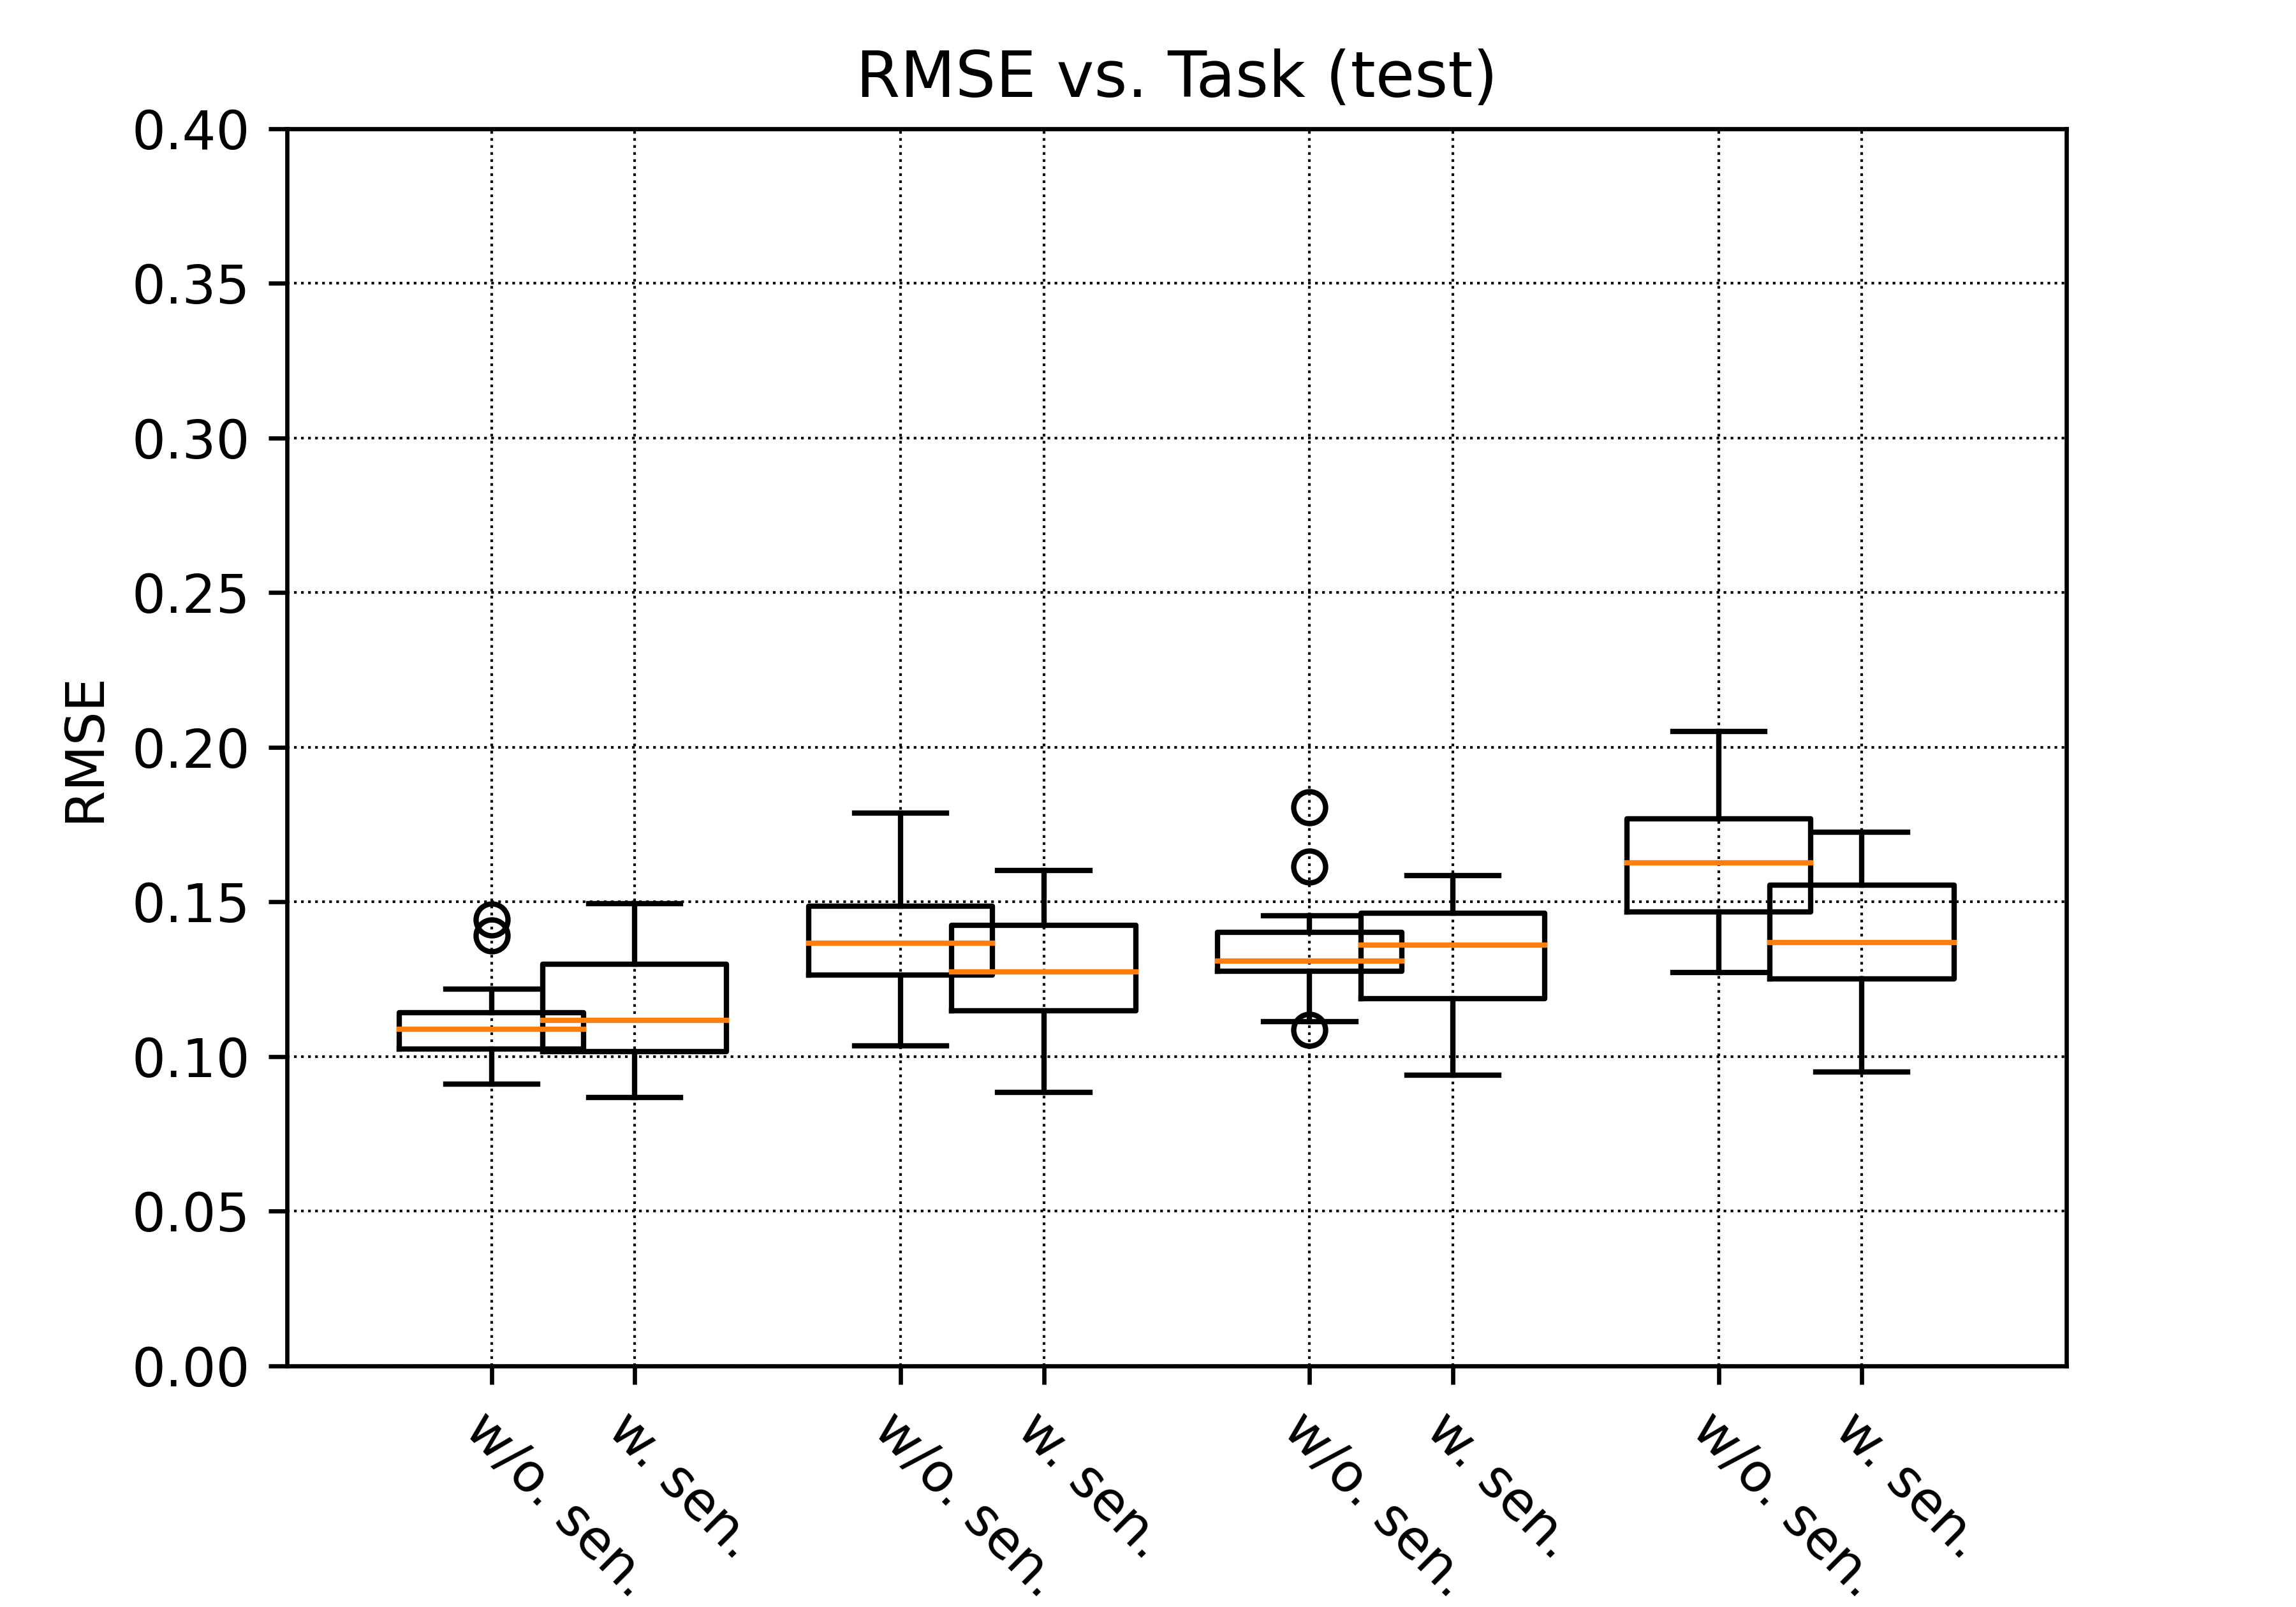 RMSE vs. Task (test)
0.40
0.35
0.30
0.25
0.20
0.15
0.10
0.05
0.00
RMSE
w/o. sen.
w. sen.
w/o. sen.
w. sen.
w/o. sen.
w. sen.
w/o. sen.
w. sen.